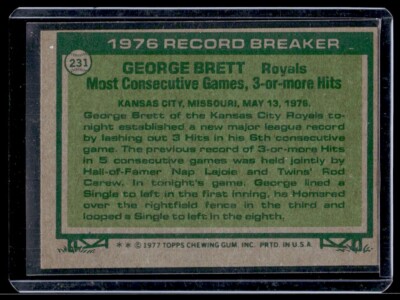 1976 RECORD BREAKER
231
GEORGE BRETT Royals
Most Consecutive Games, 3-or-more Hits
KANSAS CITY, MISSOURI, MAY 13, 1976.
George Brett of the Kansas City Royals to-
night established a new major league record
by lashing out 3 Hits in his 6th consecutive
game. The previous record of 3-or-more Hits
in 5 consecutive games was held jointly by
Hall-of-Famer Nap Lajoie and Twins' Rod
Carew. In tonight's game, George lined a
Single to left in the first inning, he Homored
over the rightfield fence in the third and
looped a Single to left in the eighth.
** © 1977 TOPPS CHEWING GUM, INC. PRTD. IN U.S.A.